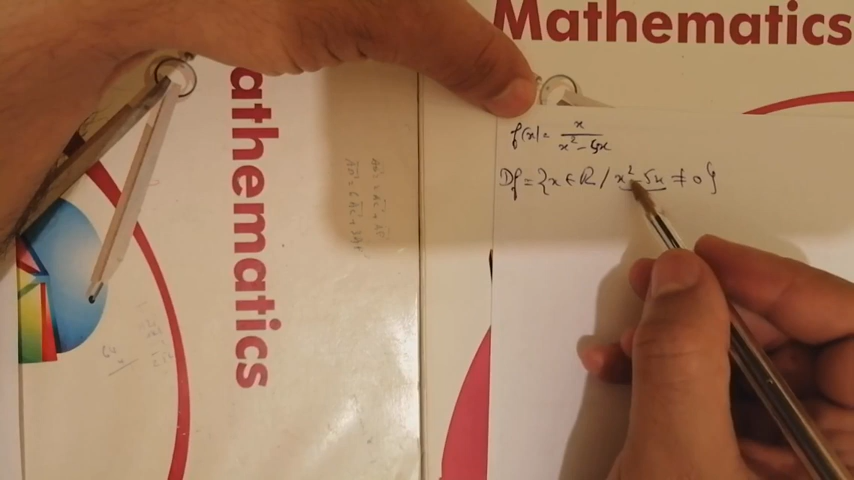 Mathematics
athematics
f(x) = x / x² - 5x
Df = {x ∈ R / x² - 5x ≠ 0}